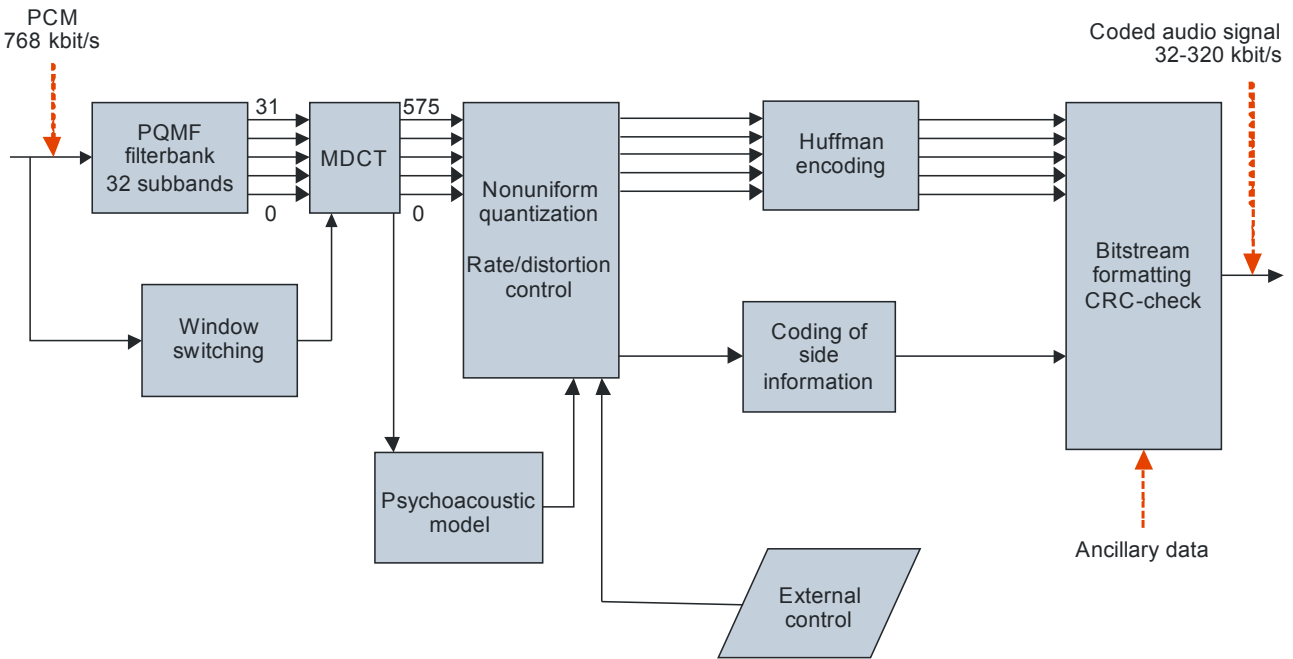 PCM
768 kbit/s
Coded audio signal
32-320 kbit/s
PQMF
filterbank
32 subbands
31
0
MDCT
575
0
Nonuniform
quantization
Rate/distortion
control
Huffman
encoding
Bitstream
formatting
CRC-check
Window
switching
Coding of
side
information
Psychoacoustic
model
Ancillary data
External
control